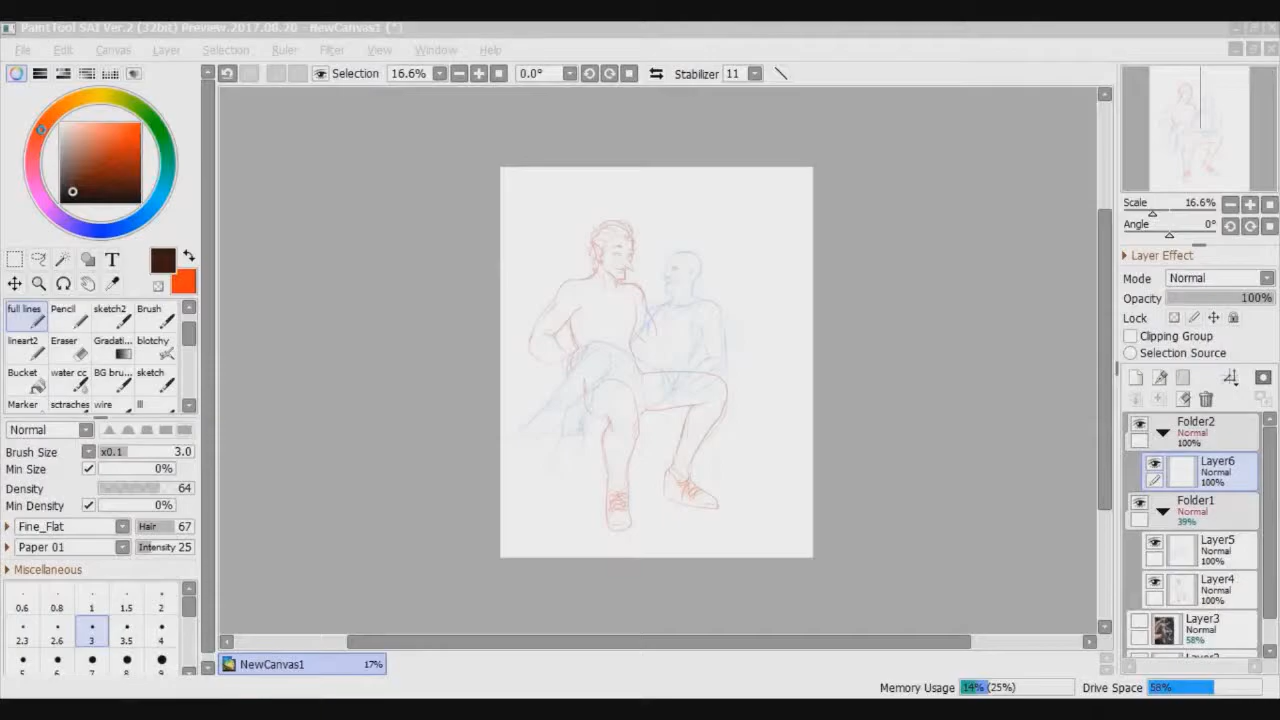 PaintTool SAI Ver.2 (32bit) Preview.2017.06.20 - NewCanvas1 (*)
File Edit Canvas Layer Selection Ruler Filter View Window Help
Selection 16.6% 0.0° Stabilizer 11
Scale 16.6%
Angle 0°
Layer Effect
Mode Normal
Opacity 100%
Lock
Clipping Group
Selection Source
T
full lines Pencil sketch2 Brush
lineart2 Eraser Gradati... blotchy
Bucket water cc BG bru... sketch
Marker sctraches wire lll
Normal
Brush Size x0.1 3.0
Min Size 0%
Density 64
Min Density 0%
Fine_Flat Hair 67
Paper 01 Intensity 25
Miscellaneous
0.6 0.8 1 1.5 2
2.3 2.6 3 3.5 4
5 6 7 8 9
Folder2
Normal
100%
Layer6
Normal
100%
Folder1
Normal
39%
Layer5
Normal
100%
Layer4
Normal
100%
Layer3
Normal
58%
Layer2
NewCanvas1 17%
Memory Usage 14% (25%) Drive Space 58%